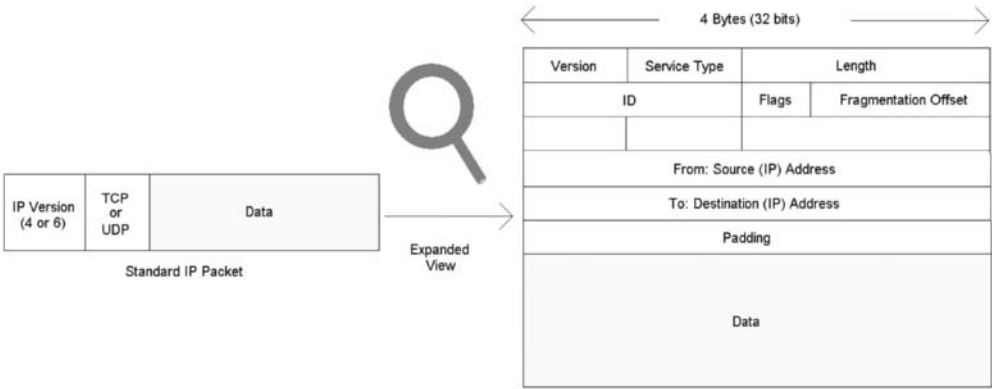 4 Bytes (32 bits)
Version Service Type Length
ID Flags Fragmentation Offset
From: Source (IP) Address
To: Destination (IP) Address
Padding
Data
IP Version
(4 or 6)
TCP
or
UDP
Data
Standard IP Packet
Expanded
View